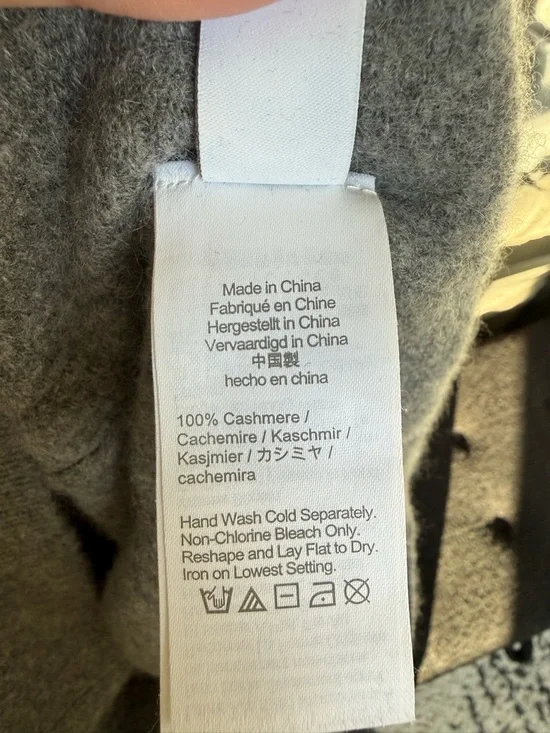 Made in China
Fabriqué en Chine
Hergestellt in China
Vervaardigd in China
中国製
hecho en china
100% Cashmere /
Cachemire / Kaschmir /
Kasjmier / カシミヤ /
cachemira
Hand Wash Cold Separately.
Non-Chlorine Bleach Only.
Reshape and Lay Flat to Dry.
Iron on Lowest Setting.